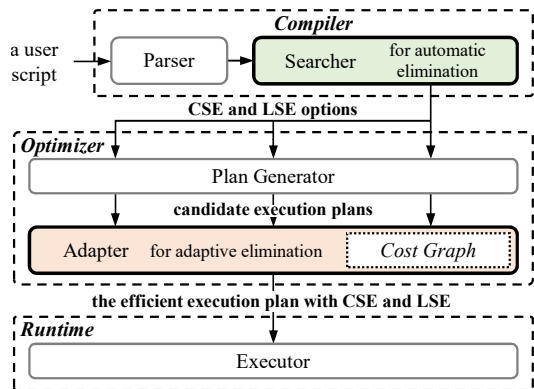 Compiler
a user
script
Parser
Searcher
for automatic
elimination
CSE and LSE options
Optimizer
Plan Generator
candidate execution plans
Adapter for adaptive elimination
Cost Graph
the efficient execution plan with CSE and LSE
Runtime
Executor